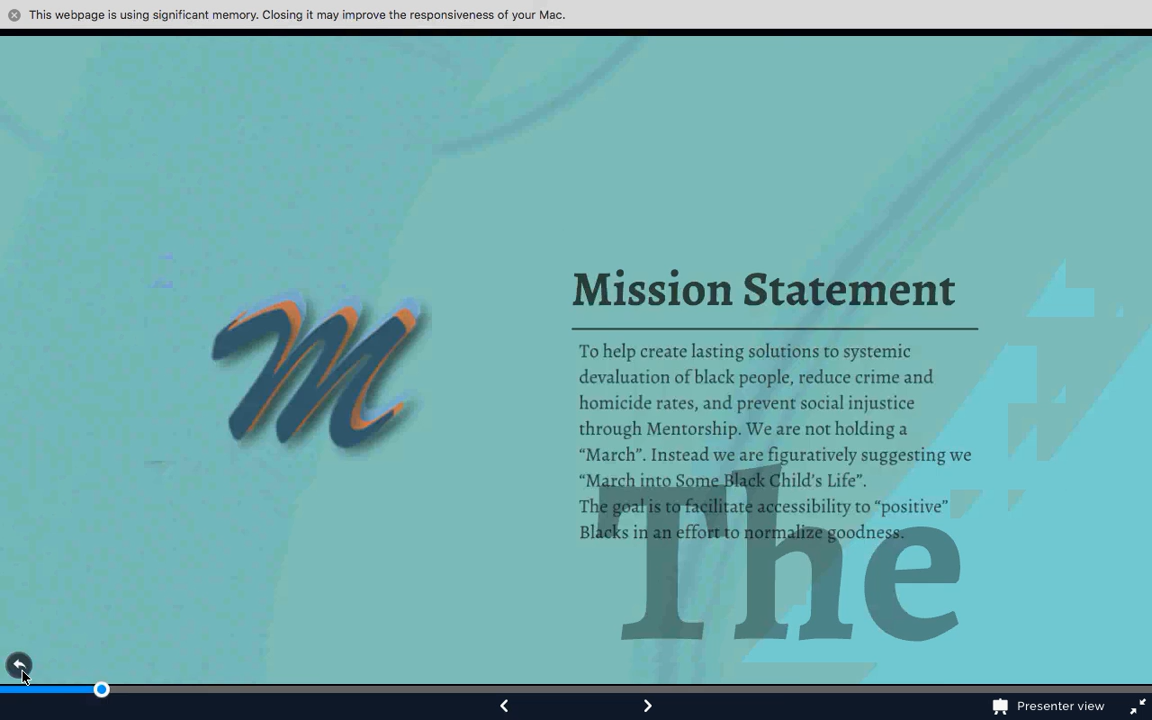 This webpage is using significant memory. Closing it may improve the responsiveness of your Mac.
M
Mission Statement
To help create lasting solutions to systemic
devaluation of black people, reduce crime and
homicide rates, and prevent social injustice
through Mentorship. We are not holding a
“March”. Instead we are figuratively suggesting we
“March into Some Black Child's Life”.
The goal is to facilitate accessibility to “positive”
Blacks in an effort to normalize goodness.
The
Presenter view